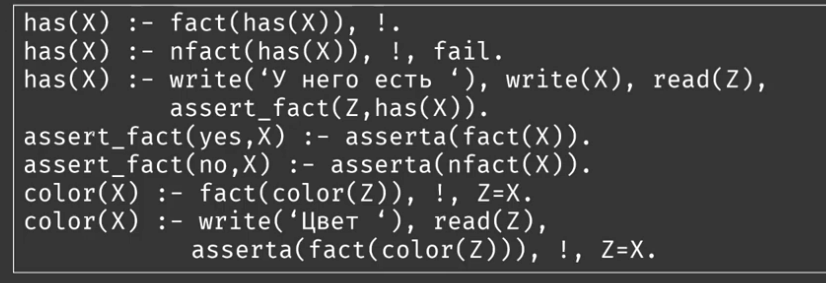 has(X) :- fact(has(X)), !.
has(X) :- nfact(has(X)), !, fail.
has(X) :- write(‘У него есть ‘), write(X), read(Z),
assert_fact(Z,has(X)).
assert_fact(yes,X) :- asserta(fact(X)).
assert_fact(no,X) :- asserta(nfact(X)).
color(X) :- fact(color(Z)), !, Z=X.
color(X) :- write(‘Цвет ‘), read(Z),
asserta(fact(color(Z))), !, Z=X.